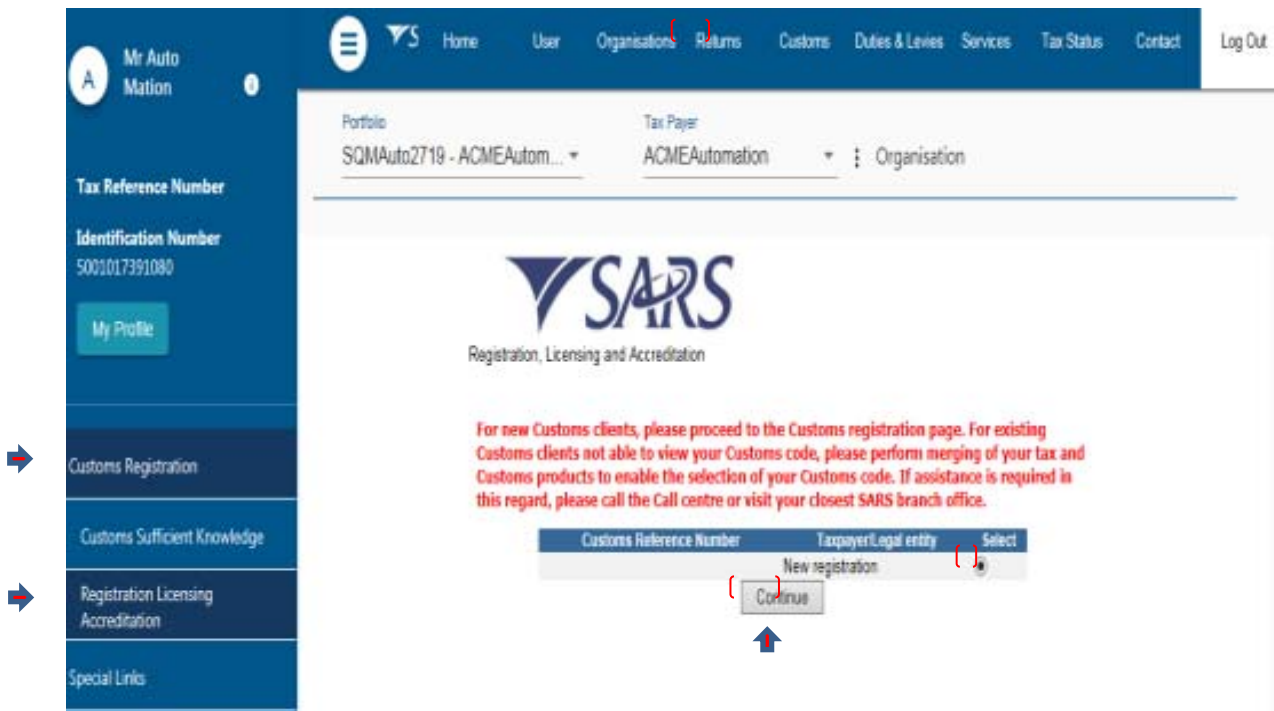 A
Mr Auto
Mation
Tax Reference Number
Identification Number
5001017391080
My Profile
Customs Registration
Customs Sufficient Knowledge
Registration Licensing
Accreditation
Special Links
S Home User Organisations Returns Customs Duties & Levies Services Tax Status Contact Log Out
Portfolio Tax Payer
SQMAuto2719 - ACMEAutom... ACMEAutomation Organisation
SARS
Registration, Licensing and Accreditation
For new Customs clients, please proceed to the Customs registration page. For existing
Customs clients not able to view your Customs code, please perform merging of your tax and
Customs products to enable the selection of your Customs code. If assistance is required in
this regard, please call the Call centre or visit your closest SARS branch office.
Customs Reference Number Taxpayer/Legal entity Select
New registration
Continue